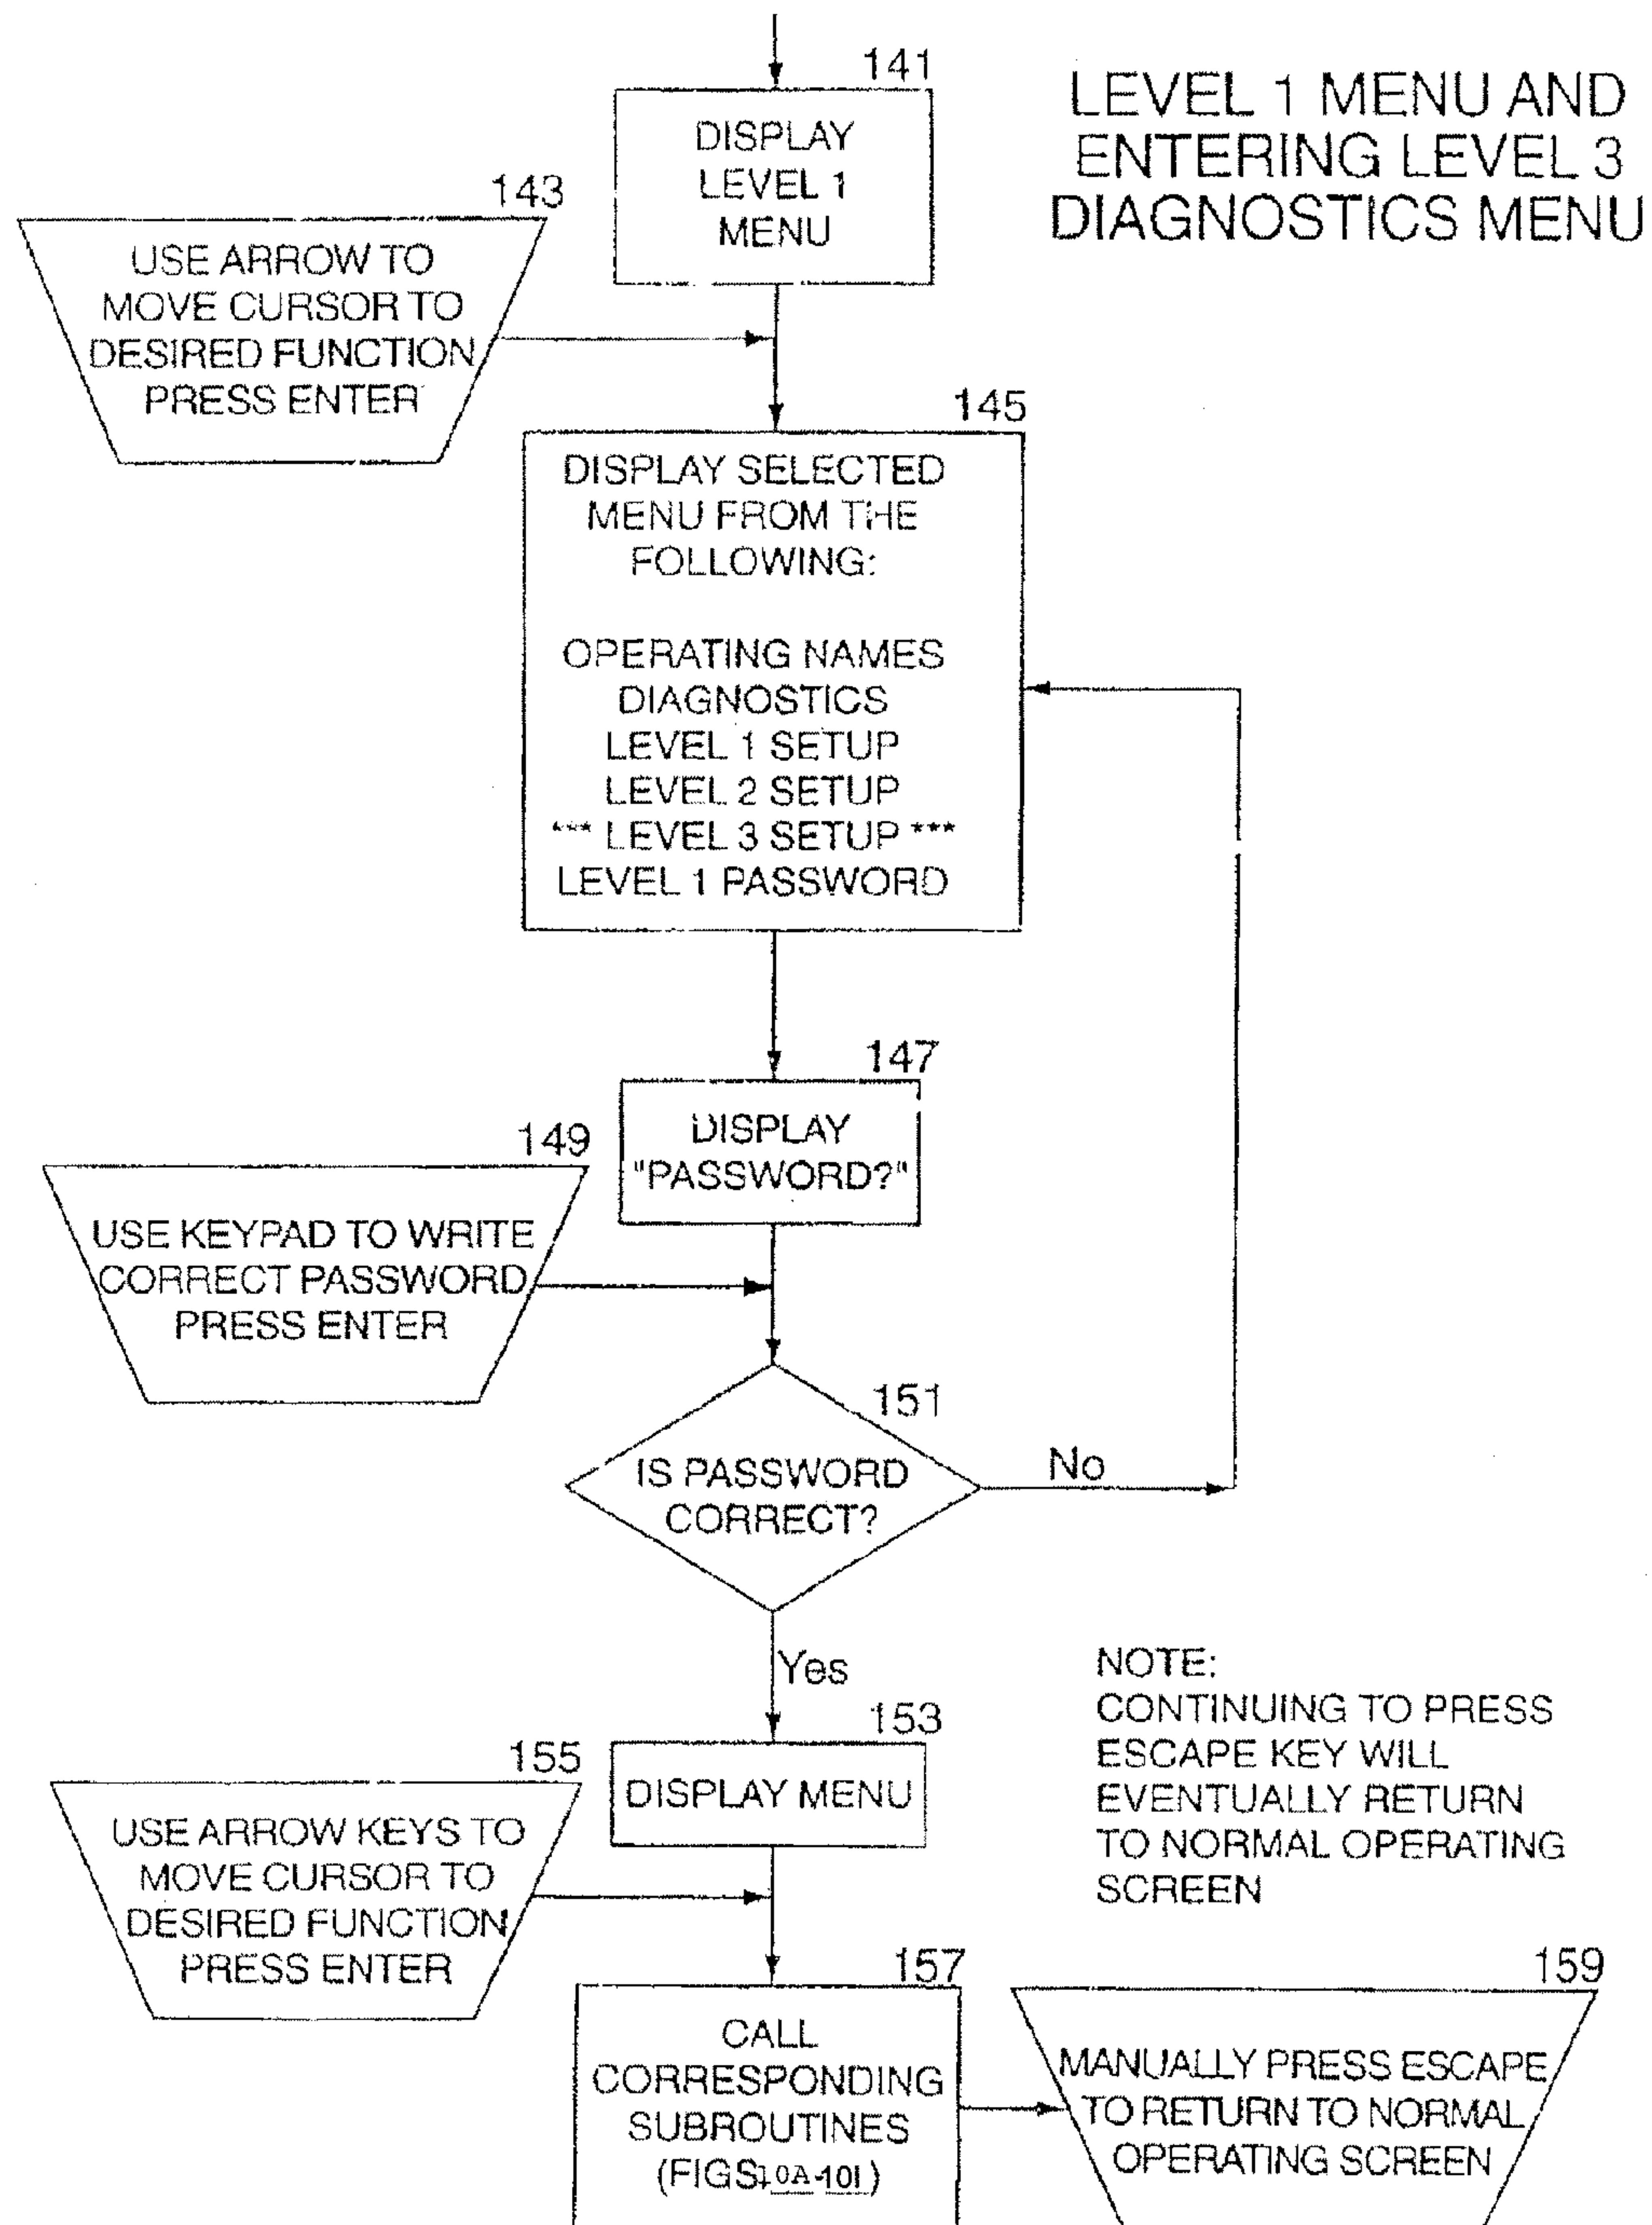 141
LEVEL 1 MENU AND
ENTERING LEVEL 3
DIAGNOSTICS MENU
DISPLAY
LEVEL 1
MENU
143
USE ARROW TO
MOVE CURSOR TO
DESIRED FUNCTION
PRESS ENTER
145
DISPLAY SELECTED
MENU FROM THE
FOLLOWING:
OPERATING NAMES
DIAGNOSTICS
LEVEL 1 SETUP
LEVEL 2 SETUP
*** LEVEL 3 SETUP ***
LEVEL 1 PASSWORD
147
DISPLAY
"PASSWORD?"
149
USE KEYPAD TO WRITE
CORRECT PASSWORD
PRESS ENTER
151
IS PASSWORD
CORRECT?
No
Yes
NOTE:
CONTINUING TO PRESS
ESCAPE KEY WILL
EVENTUALLY RETURN
TO NORMAL OPERATING
SCREEN
153
DISPLAY MENU
155
USE ARROW KEYS TO
MOVE CURSOR TO
DESIRED FUNCTION
PRESS ENTER
157
CALL
CORRESPONDING
SUBROUTINES
(FIGS10A-10I)
159
MANUALLY PRESS ESCAPE
TO RETURN TO NORMAL
OPERATING SCREEN